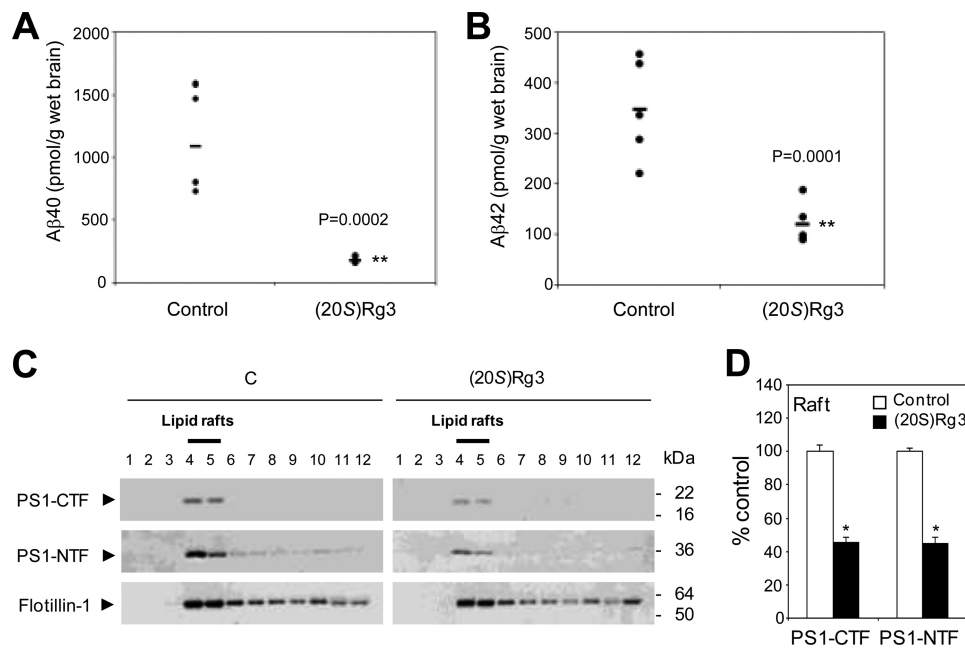 A
Aβ40 (pmol/g wet brain)
2000
1500
1000
500
0
P=0.0002
**
Control
(20S)Rg3
B
Aβ42 (pmol/g wet brain)
500
400
300
200
100
0
P=0.0001
**
Control
(20S)Rg3
C
C
(20S)Rg3
Lipid rafts
Lipid rafts
1 2 3 4 5 6 7 8 9 10 11 12
1 2 3 4 5 6 7 8 9 10 11 12
kDa
PS1-CTF
- 22
- 16
PS1-NTF
- 36
Flotillin-1
- 64
- 50
D
% control
140
120
100
80
60
40
20
0
Raft
Control
(20S)Rg3
*
*
PS1-CTF PS1-NTF